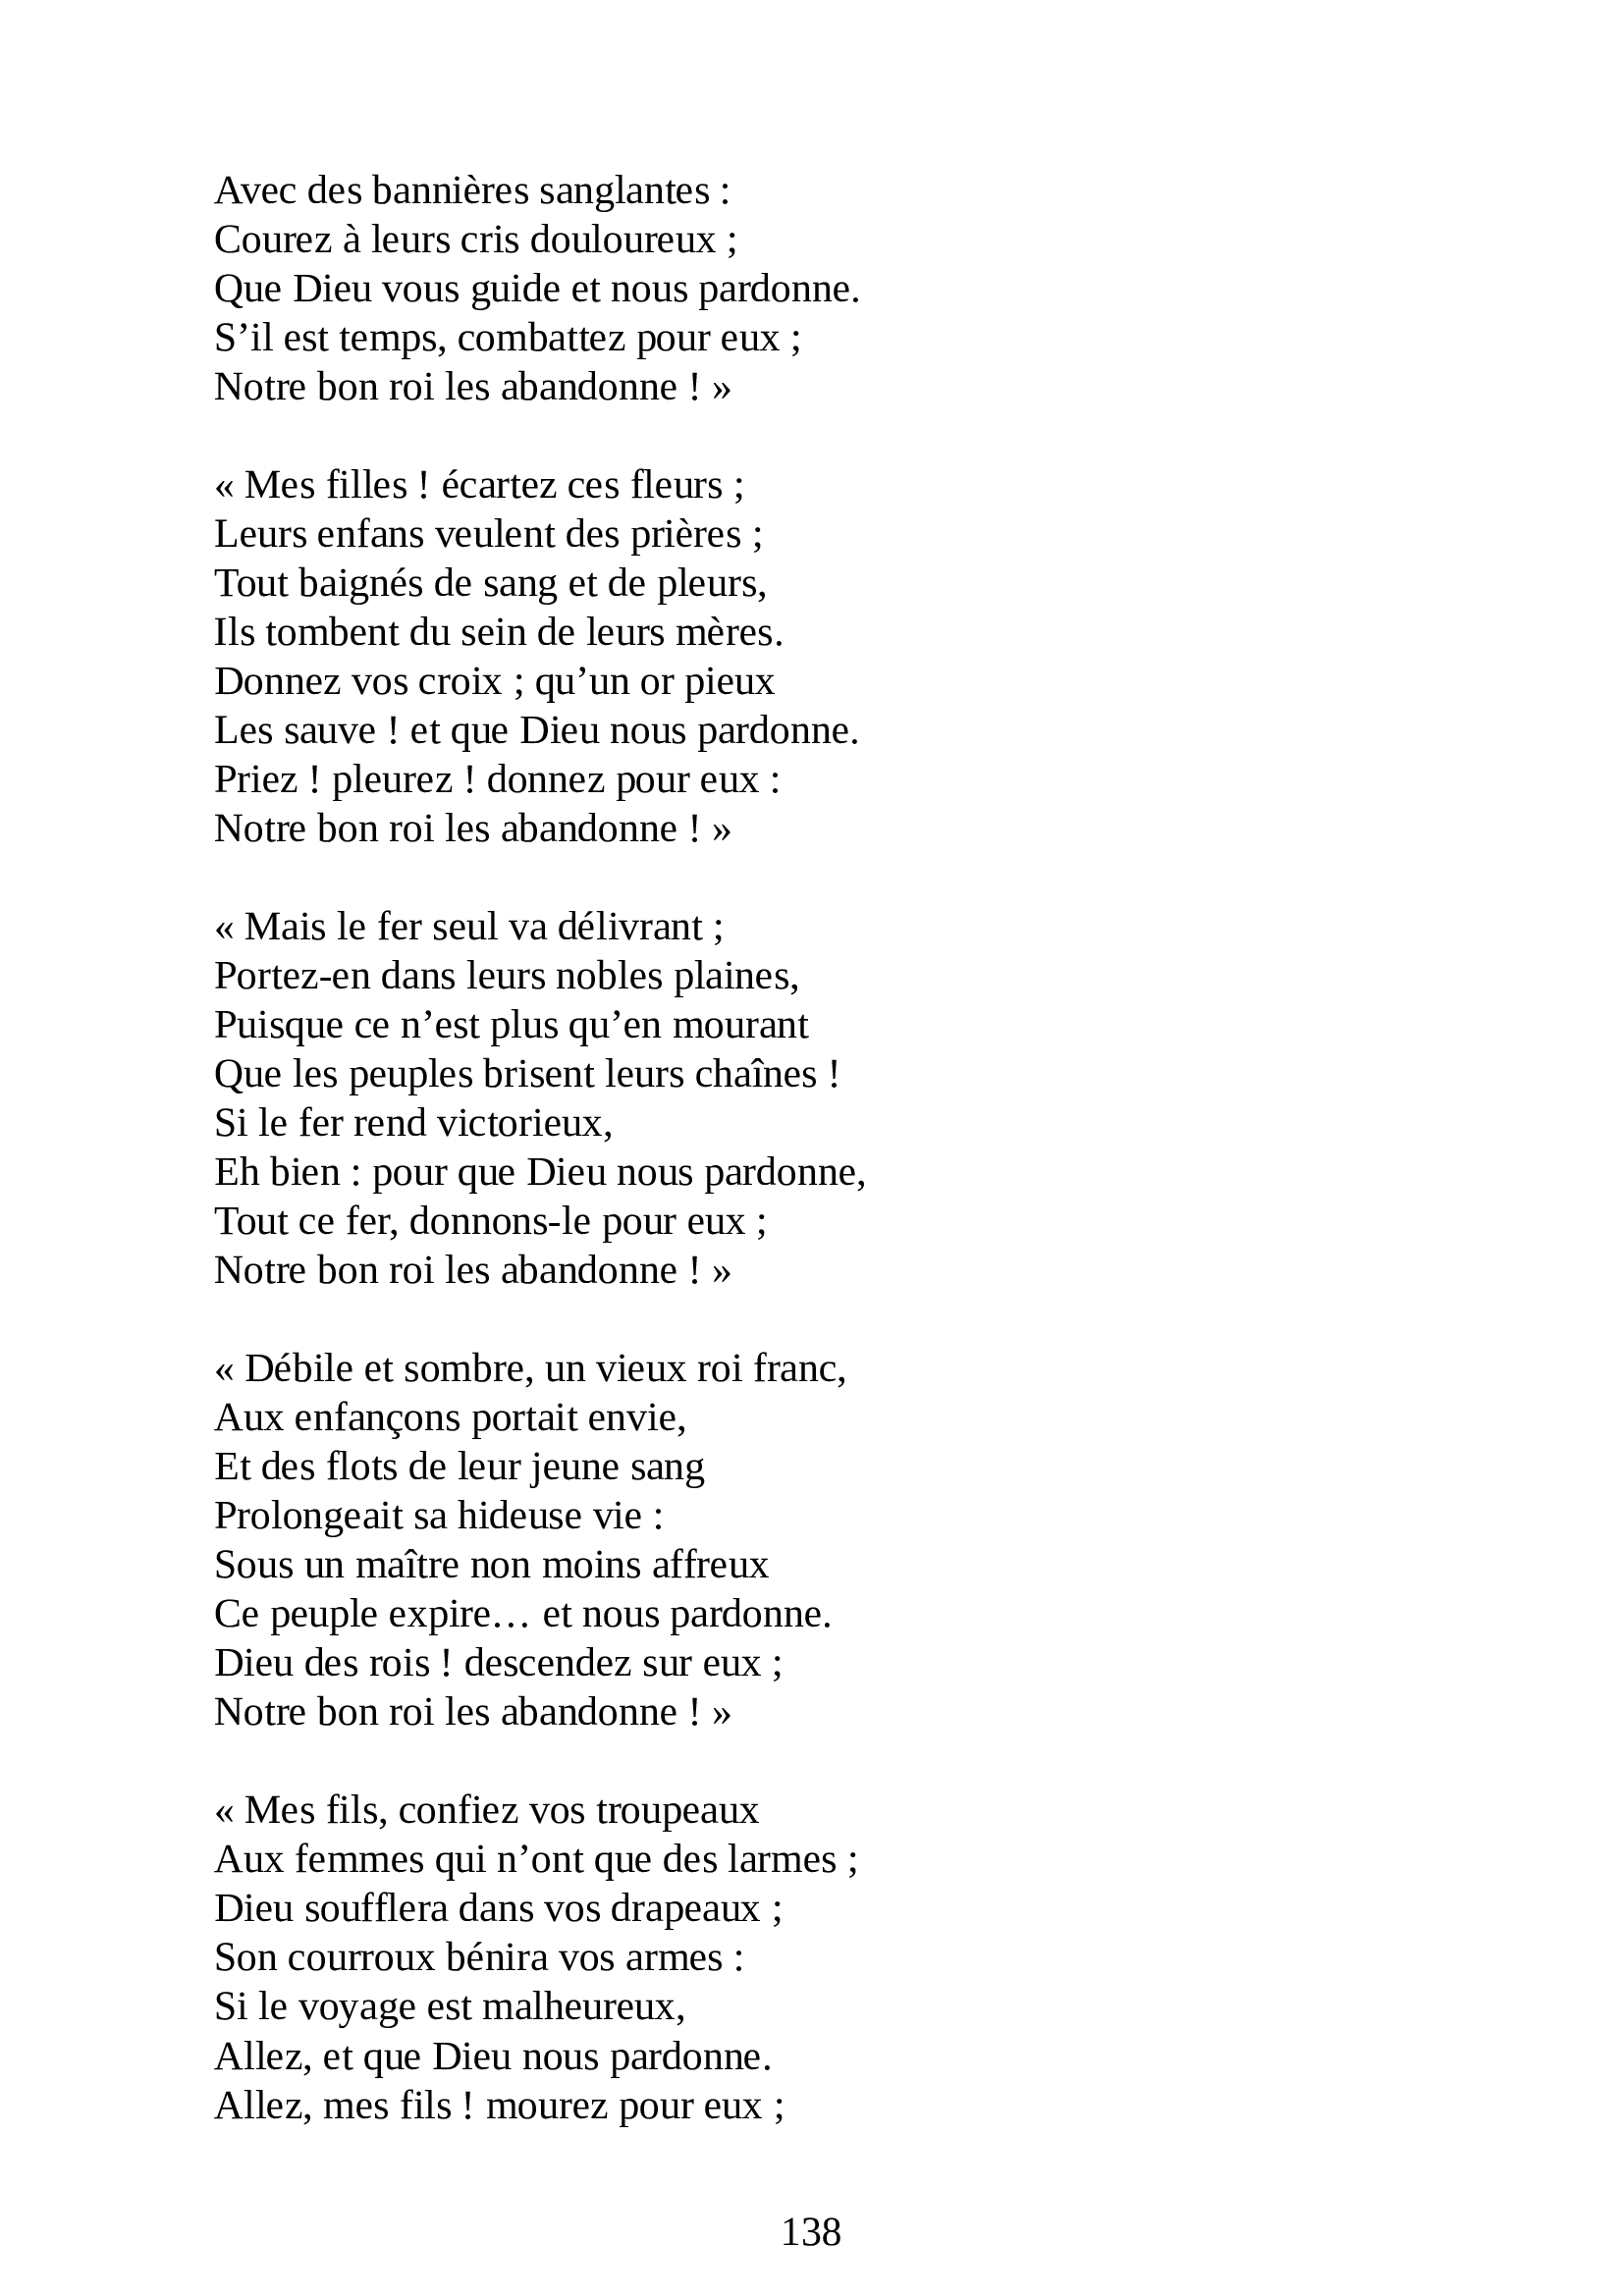 Avec des bannières sanglantes :
Courez à leurs cris douloureux ;
Que Dieu vous guide et nous pardonne.
S’il est temps, combattez pour eux ;
Notre bon roi les abandonne ! »

« Mes filles ! écartez ces fleurs ;
Leurs enfans veulent des prières ;
Tout baignés de sang et de pleurs,
Ils tombent du sein de leurs mères.
Donnez vos croix ; qu’un or pieux
Les sauve ! et que Dieu nous pardonne.
Priez ! pleurez ! donnez pour eux :
Notre bon roi les abandonne ! »

« Mais le fer seul va délivrant ;
Portez-en dans leurs nobles plaines,
Puisque ce n’est plus qu’en mourant
Que les peuples brisent leurs chaînes !
Si le fer rend victorieux,
Eh bien : pour que Dieu nous pardonne,
Tout ce fer, donnons-le pour eux ;
Notre bon roi les abandonne ! »

« Débile et sombre, un vieux roi franc,
Aux enfançons portait envie,
Et des flots de leur jeune sang
Prolongeait sa hideuse vie :
Sous un maître non moins affreux
Ce peuple expire… et nous pardonne.
Dieu des rois ! descendez sur eux ;
Notre bon roi les abandonne ! »

« Mes fils, confiez vos troupeaux
Aux femmes qui n’ont que des larmes ;
Dieu soufflera dans vos drapeaux ;
Son courroux bénira vos armes :
Si le voyage est malheureux,
Allez, et que Dieu nous pardonne.
Allez, mes fils ! mourez pour eux ;

138